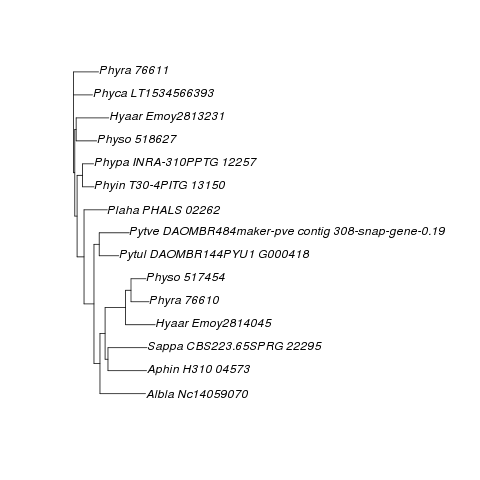 Phyra 76611
Phyca LT1534566393
Hyaar Emoy2813231
Physo 518627
Phypa INRA-310PPTG 12257
Phyin T30-4PITG 13150
Plaha PHALS 02262
Pytve DAOMBR484maker-pve contig 308-snap-gene-0.19
Pytul DAOMBR144PYU1 G000418
Physo 517454
Phyra 76610
Hyaar Emoy2814045
Sappa CBS223.65SPRG 22295
Aphin H310 04573
Albla Nc14059070